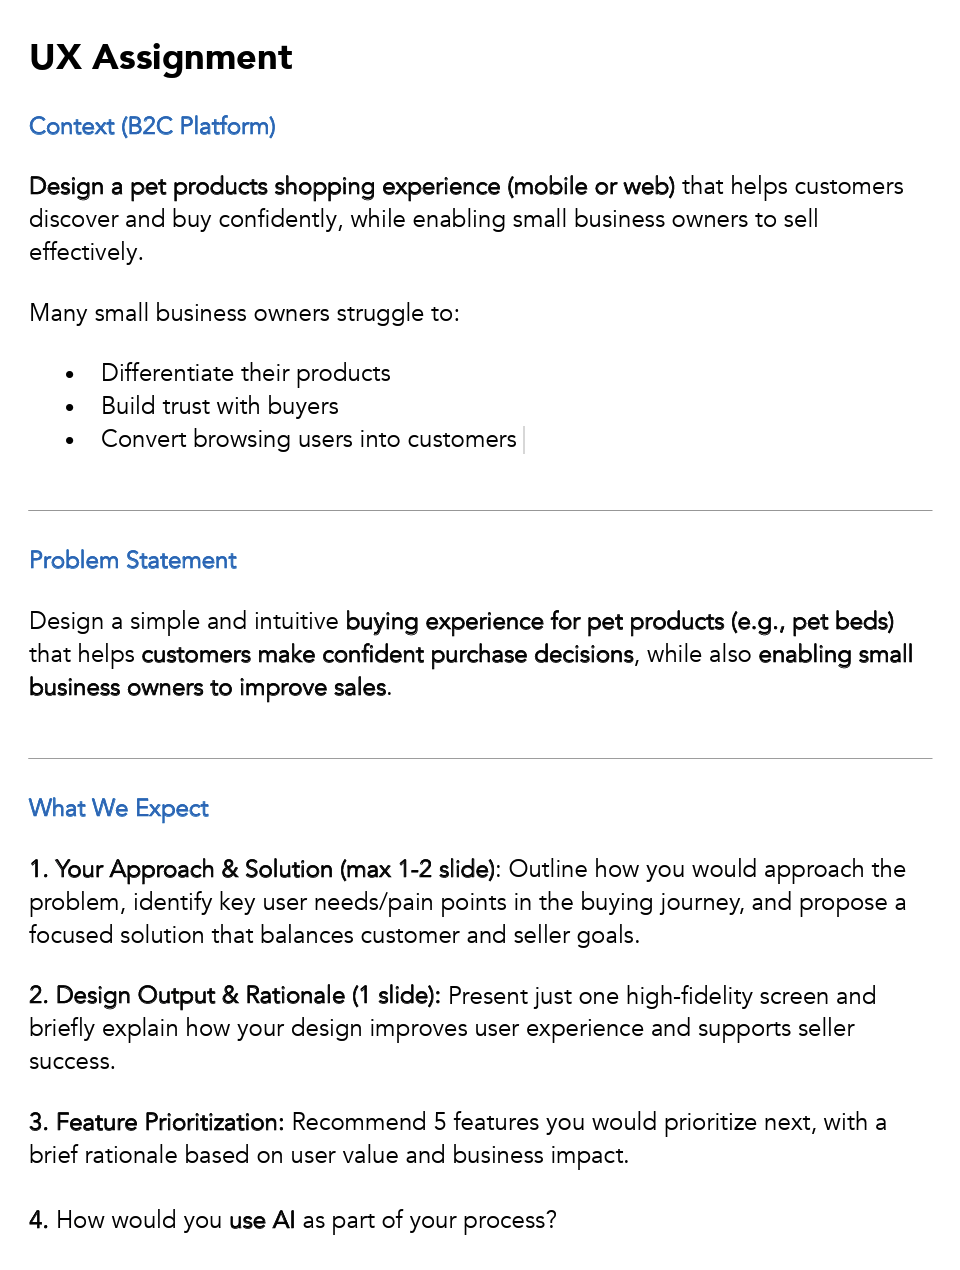 UX Assignment
Context (B2C Platform)
Design a pet products shopping experience (mobile or web) that helps customers
discover and buy confidently, while enabling small business owners to sell
effectively.
Many small business owners struggle to:
• Differentiate their products
• Build trust with buyers
• Convert browsing users into customers
Problem Statement
Design a simple and intuitive buying experience for pet products (e.g., pet beds)
that helps customers make confident purchase decisions, while also enabling small
business owners to improve sales.
What We Expect
1. Your Approach & Solution (max 1-2 slide): Outline how you would approach the
problem, identify key user needs/pain points in the buying journey, and propose a
focused solution that balances customer and seller goals.
2. Design Output & Rationale (1 slide): Present just one high-fidelity screen and
briefly explain how your design improves user experience and supports seller
success.
3. Feature Prioritization: Recommend 5 features you would prioritize next, with a
brief rationale based on user value and business impact.
4. How would you use AI as part of your process?